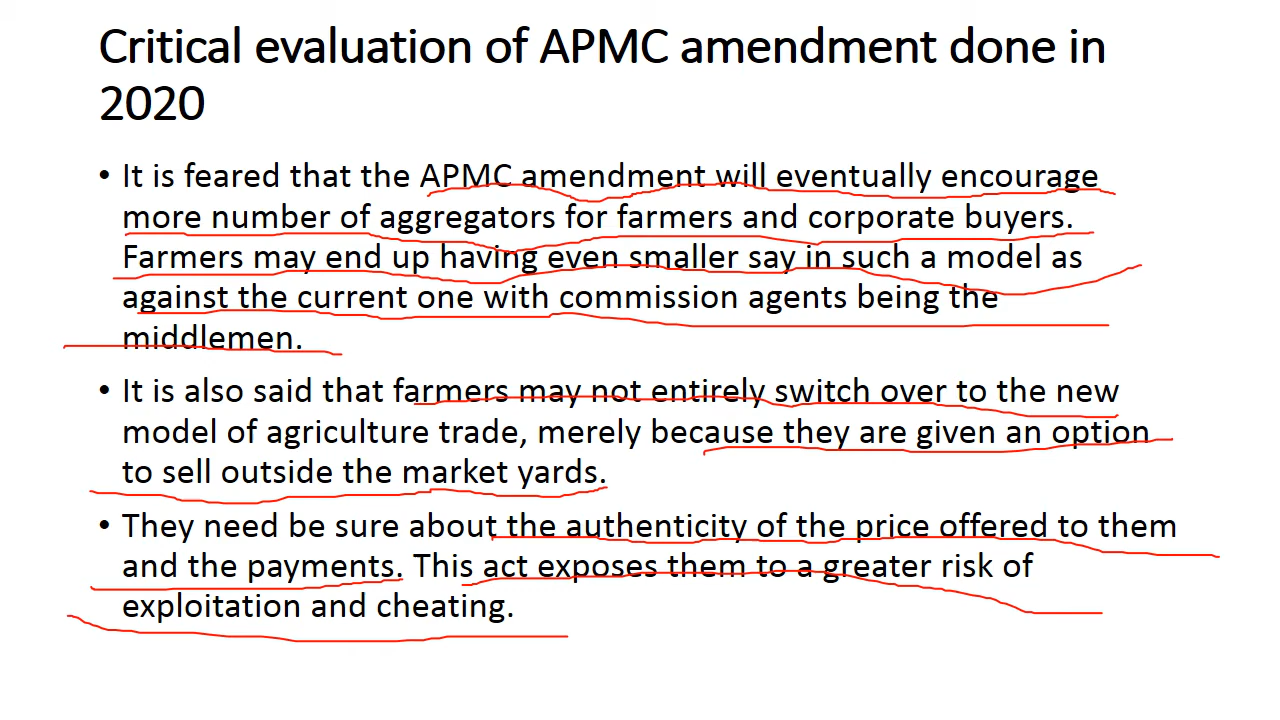 Critical evaluation of APMC amendment done in
2020
• It is feared that the APMC amendment will eventually encourage
more number of aggregators for farmers and corporate buyers.
Farmers may end up having even smaller say in such a model as
against the current one with commission agents being the
middlemen.
• It is also said that farmers may not entirely switch over to the new
model of agriculture trade, merely because they are given an option
to sell outside the market yards.
• They need be sure about the authenticity of the price offered to them
and the payments. This act exposes them to a greater risk of
exploitation and cheating.